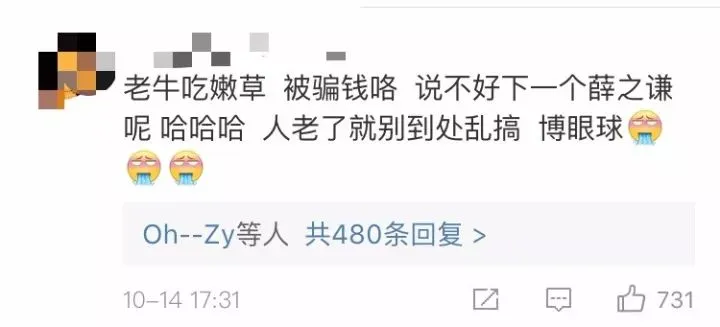 老牛吃嫩草 被骗钱咯 说不好下一个薛之谦
呢 哈哈哈 人老了就别到处乱搞 博眼球
Oh--Zy等人 共480条回复 >
10-14 17:31 731